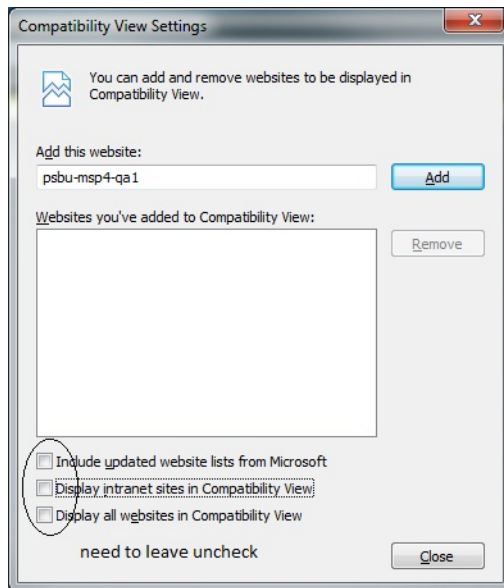 Compatibility View Settings
You can add and remove websites to be displayed in
Compatibility View.
Add this website:
psbu-msp4-qa1
Add
Websites you've added to Compatibility View:
Remove
Include updated website lists from Microsoft
Display intranet sites in Compatibility View
Display all websites in Compatibility View
need to leave uncheck
Close